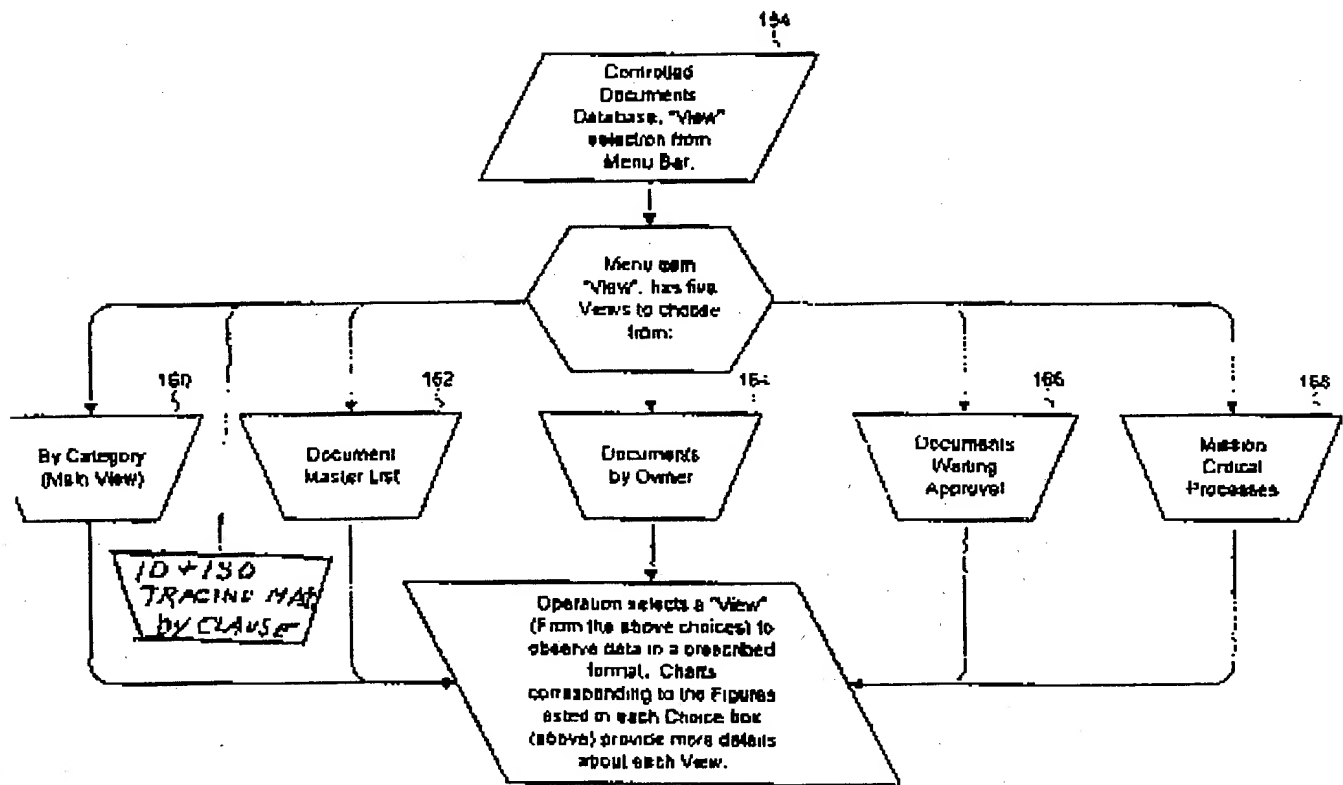 154
Controlled
Documents
Database, "View"
selection from
Menu Bar.
Menu item
"View", has five
Views to choose
from:
160
162
166
168
By Category
(Main View)
Document
Master List
Documents
by Owner
Documents
Waiting
Approval
Mission
Critical
Processes
ID + ISO
TRACING MAP
by CLAUSE
Operation selects a "View"
(From the above choices) to
observe data in a prescribed
format. Charts
corresponding to the Figures
listed in each Choice box
(above) provide more details
about each View.